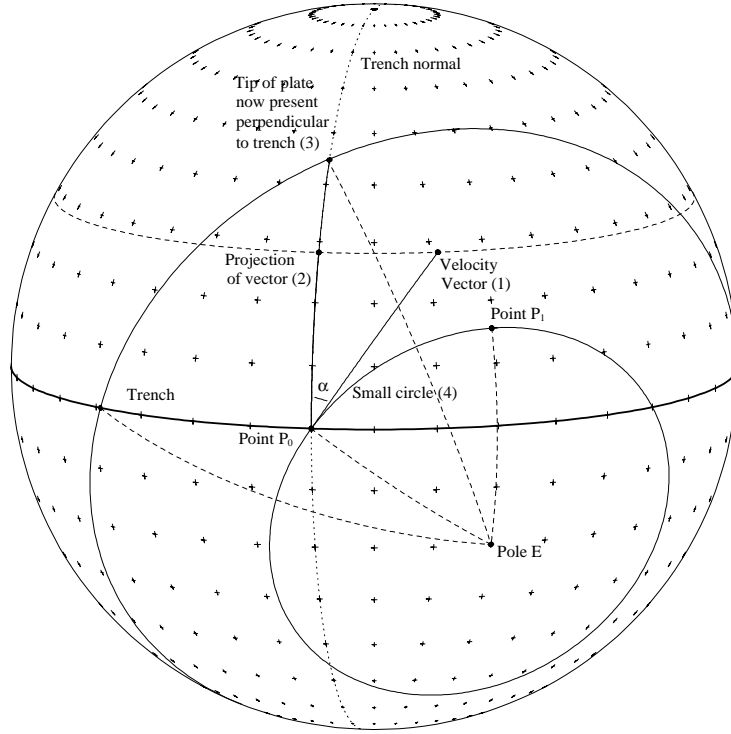 Trench normal
Tip of plate
now present
perpendicular
to trench (3)
Projection
of vector (2)
Velocity
Vector (1)
Point P₁
α
Small circle (4)
Trench
Point P₀
Pole E